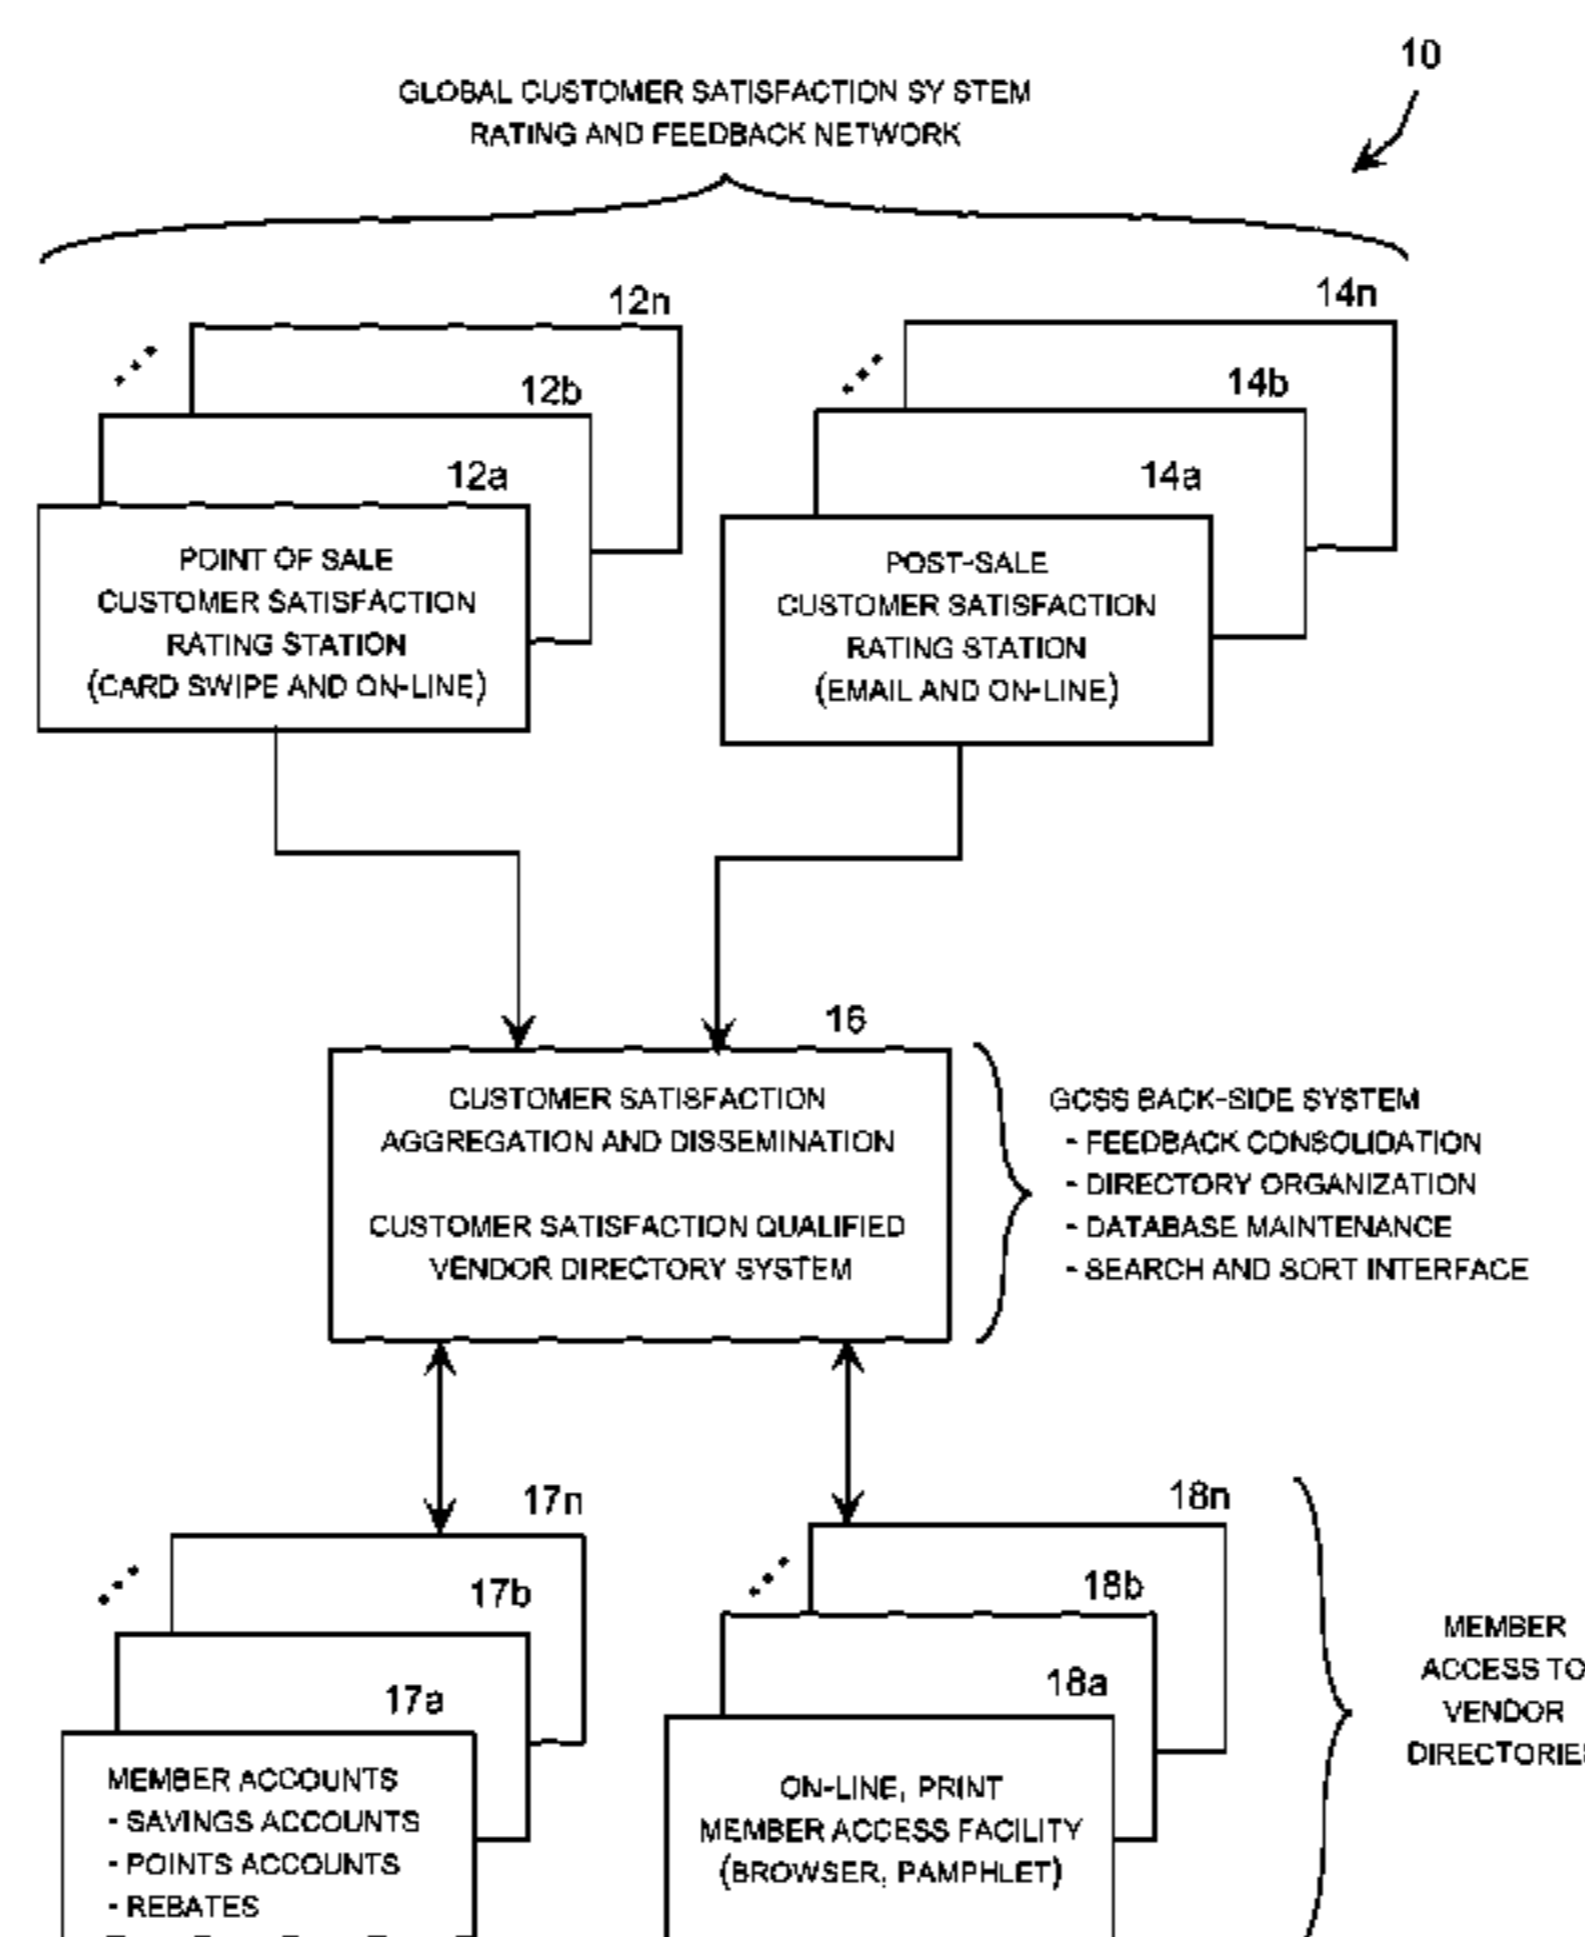 10
GLOBAL CUSTOMER SATISFACTION SYSTEM
RATING AND FEEDBACK NETWORK
12n
14n
12b
14b
12a
14a
POINT OF SALE
CUSTOMER SATISFACTION
RATING STATION
(CARD SWIPE AND ON-LINE)
POST-SALE
CUSTOMER SATISFACTION
RATING STATION
(EMAIL AND ON-LINE)
16
CUSTOMER SATISFACTION
AGGREGATION AND DISSEMINATION
CUSTOMER SATISFACTION QUALIFIED
VENDOR DIRECTORY SYSTEM
GCSS BACK-SIDE SYSTEM
- FEEDBACK CONSOLIDATION
- DIRECTORY ORGANIZATION
- DATABASE MAINTENANCE
- SEARCH AND SORT INTERFACE
17n
18n
17b
18b
17a
18a
MEMBER ACCOUNTS
- SAVINGS ACCOUNTS
- POINTS ACCOUNTS
- REBATES
ON-LINE, PRINT
MEMBER ACCESS FACILITY
(BROWSER, PAMPHLET)
MEMBER
ACCESS TO
VENDOR
DIRECTORIES